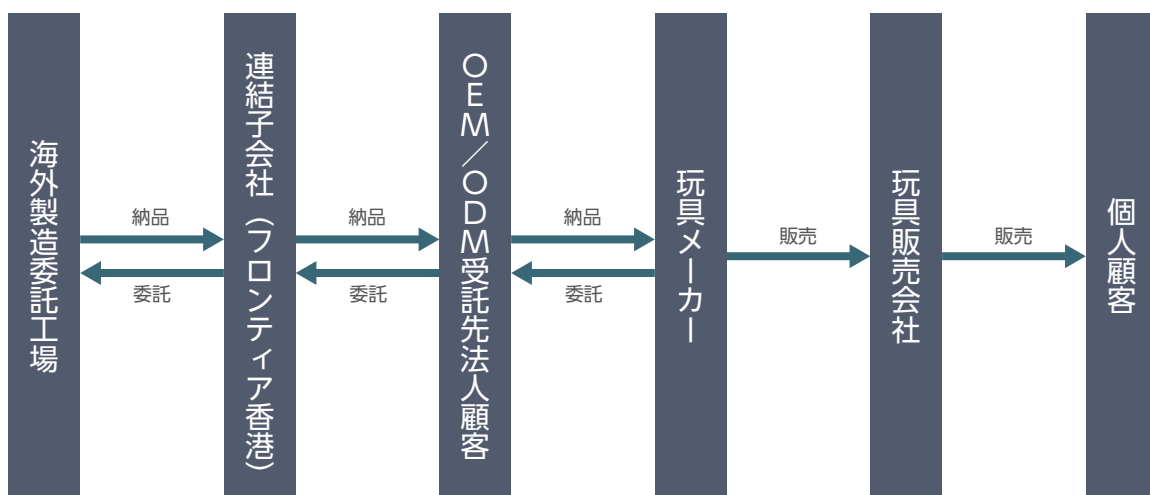 海外製造委託工場
納品
委託
連結子会社（フロンティア香港）
納品
委託
OEM／ODM受託先法人顧客
納品
委託
玩具メーカー
販売
玩具販売会社
販売
個人顧客